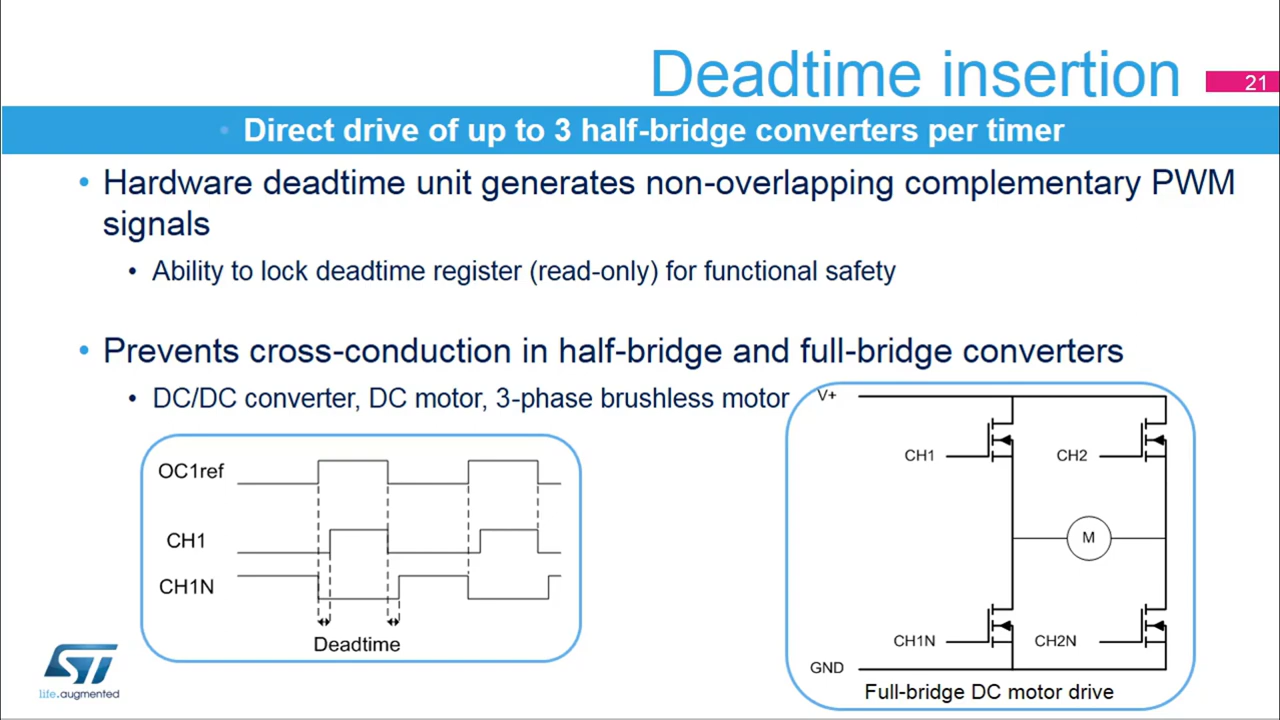 Deadtime insertion
21
• Direct drive of up to 3 half-bridge converters per timer
• Hardware deadtime unit generates non-overlapping complementary PWM
signals
• Ability to lock deadtime register (read-only) for functional safety
• Prevents cross-conduction in half-bridge and full-bridge converters
• DC/DC converter, DC motor, 3-phase brushless motor
OC1ref
CH1
CH1N
Deadtime
V+
CH1
CH2
M
CH1N
CH2N
GND
Full-bridge DC motor drive
ST
life.augmented